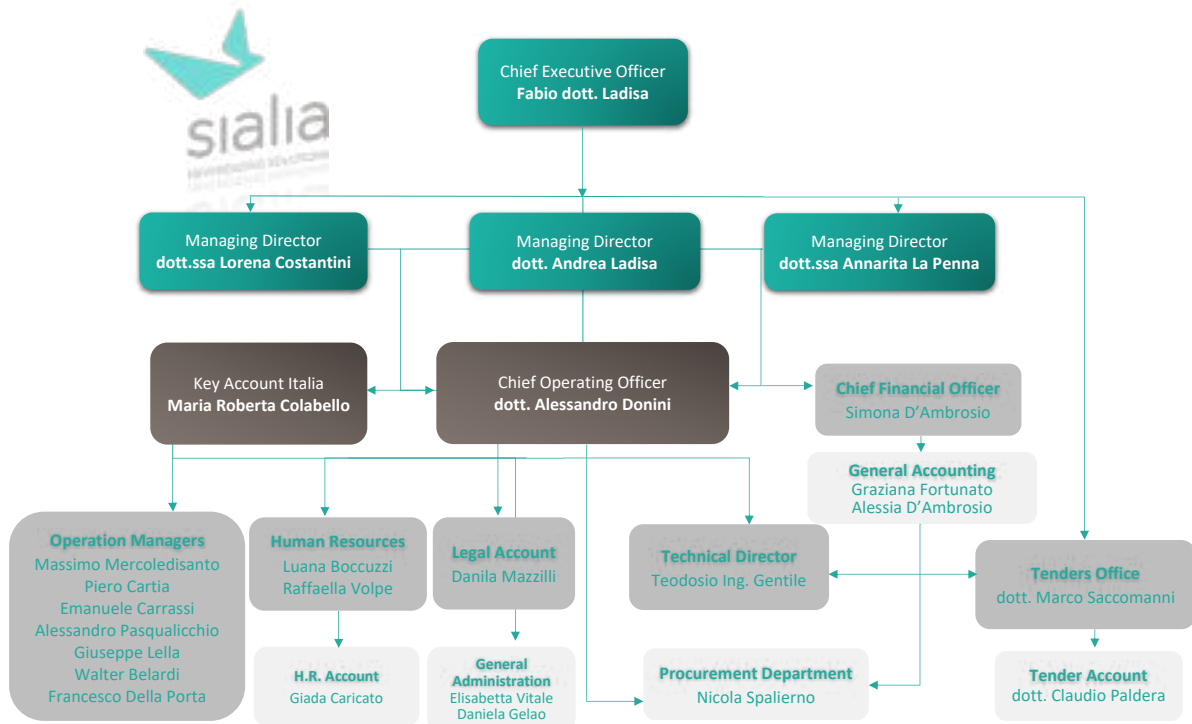 sialia
Chief Executive Officer
Fabio dott. Ladisa
Managing Director
dott.ssa Lorena Costantini
Managing Director
dott. Andrea Ladisa
Managing Director
dott.ssa Annarita La Penna
Key Account Italia
Maria Roberta Colabello
Chief Operating Officer
dott. Alessandro Donini
Chief Financial Officer
Simona D’Ambrosio
General Accounting
Graziana Fortunato
Alessia D’Ambrosio
Operation Managers
Massimo Mercoledisanto
Piero Cartia
Emanuele Carrassi
Alessandro Pasqualicchio
Giuseppe Lella
Walter Belardi
Francesco Della Porta
Human Resources
Luana Boccuzzi
Raffaella Volpe
Legal Account
Danila Mazzilli
Technical Director
Teodosio Ing. Gentile
Tenders Office
dott. Marco Saccomanni
H.R. Account
Giada Caricato
General
Administration
Elisabetta Vitale
Daniela Gelao
Procurement Department
Nicola Spalierno
Tender Account
dott. Claudio Paldera